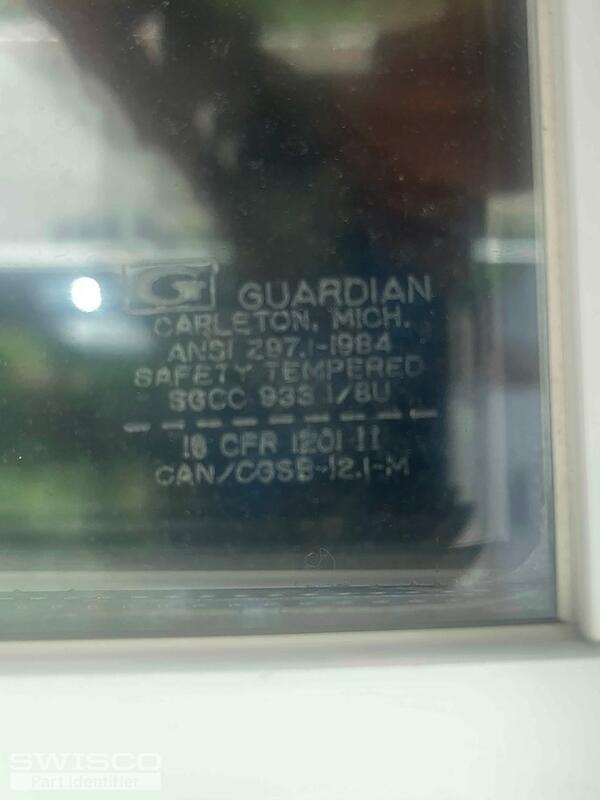 G GUARDIAN
CARLETON, MICH.
ANSI Z97.1-1984
SAFETY TEMPERED
SGCC 933 1/8U
16 CFR 1201 II
CAN/CGSB-12.1-M
SWISCO
Part Identifier